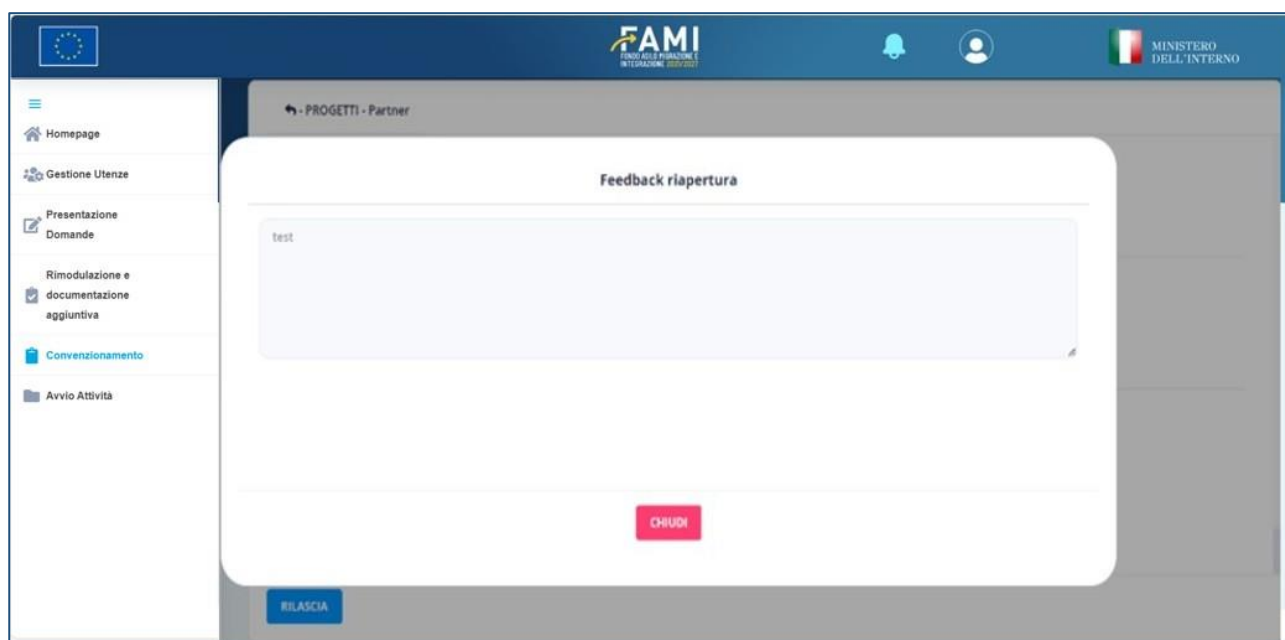 FAMI
FONDO ASILO MIGRAZIONE E
INTEGRAZIONE 2021/2027
MINISTERO
DELL'INTERNO
- PROGETTI - Partner
Homepage
Gestione Utenze
Presentazione
Domande
Rimodulazione e
documentazione
aggiuntiva
Convenzionamento
Avvio Attività
Feedback riapertura
test
CHIUDI
RILASCIA